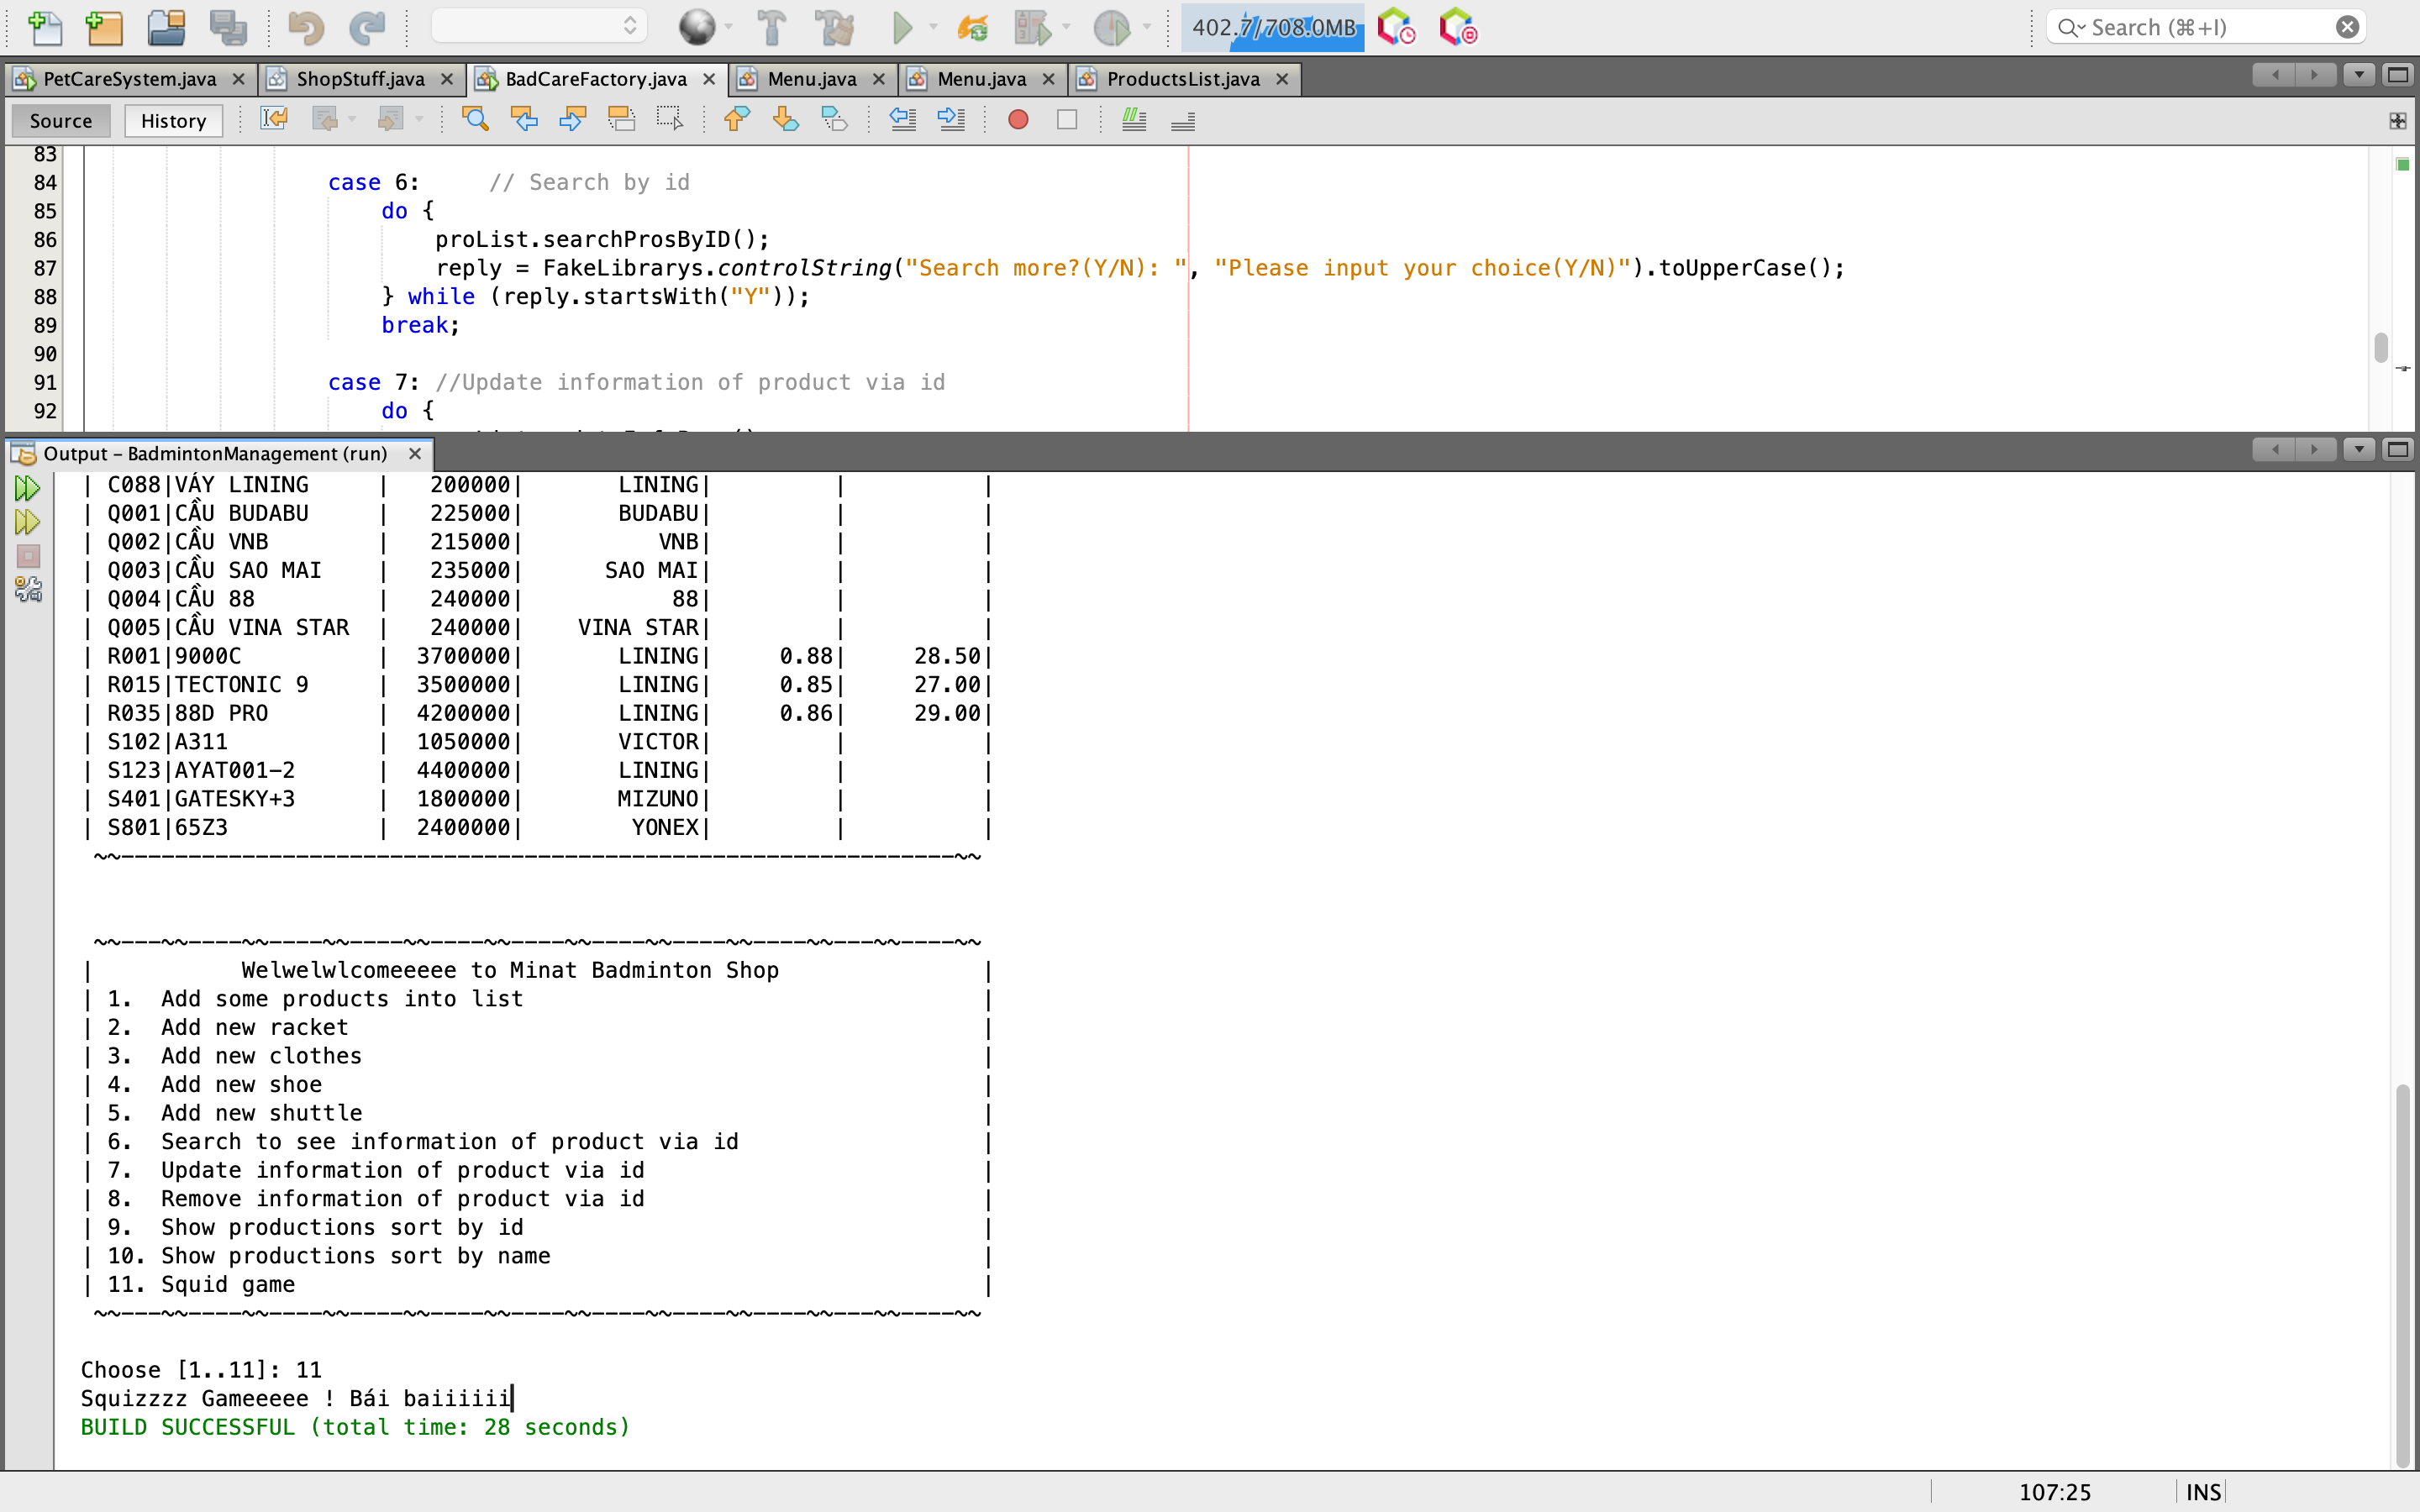 402.7/708.0MB
Search (⌘+I)
PetCareSystem.java ShopStuff.java BadCareFactory.java Menu.java Menu.java ProductsList.java
Source History
83
84 case 6: // Search by id
85 do {
86 proList.searchProsByID();
87 reply = FakeLibrarys.controlString("Search more?(Y/N): ", "Please input your choice(Y/N)").toUpperCase();
88 } while (reply.startsWith("Y"));
89 break;
90
91 case 7: //Update information of product via id
92 do {
Output – BadmintonManagement (run)
| C088|VÁY LINING | 200000| LINING| | |
| Q001|CẦU BUDABU | 225000| BUDABU| | |
| Q002|CẦU VNB | 215000| VNB| | |
| Q003|CẦU SAO MAI | 235000| SAO MAI| | |
| Q004|CẦU 88 | 240000| 88| | |
| Q005|CẦU VINA STAR | 240000| VINA STAR| | |
| R001|9000C | 3700000| LINING| 0.88| 28.50|
| R015|TECTONIC 9 | 3500000| LINING| 0.85| 27.00|
| R035|88D PRO | 4200000| LINING| 0.86| 29.00|
| S102|A311 | 1050000| VICTOR| | |
| S123|AYAT001-2 | 4400000| LINING| | |
| S401|GATESKY+3 | 1800000| MIZUNO| | |
| S801|65Z3 | 2400000| YONEX| | |
~~--------------------------------------------------------------~~
~~---~~----~~----~~----~~----~~----~~----~~----~~----~~---~~----~~
| Welwelwlcomeeeee to Minat Badminton Shop |
| 1. Add some products into list |
| 2. Add new racket |
| 3. Add new clothes |
| 4. Add new shoe |
| 5. Add new shuttle |
| 6. Search to see information of product via id |
| 7. Update information of product via id |
| 8. Remove information of product via id |
| 9. Show productions sort by id |
| 10. Show productions sort by name |
| 11. Squid game |
~~---~~----~~----~~----~~----~~----~~----~~----~~----~~---~~----~~
Choose [1..11]: 11
Squizzzz Gameeeee ! Bái baiiiiii
BUILD SUCCESSFUL (total time: 28 seconds)
107:25 INS